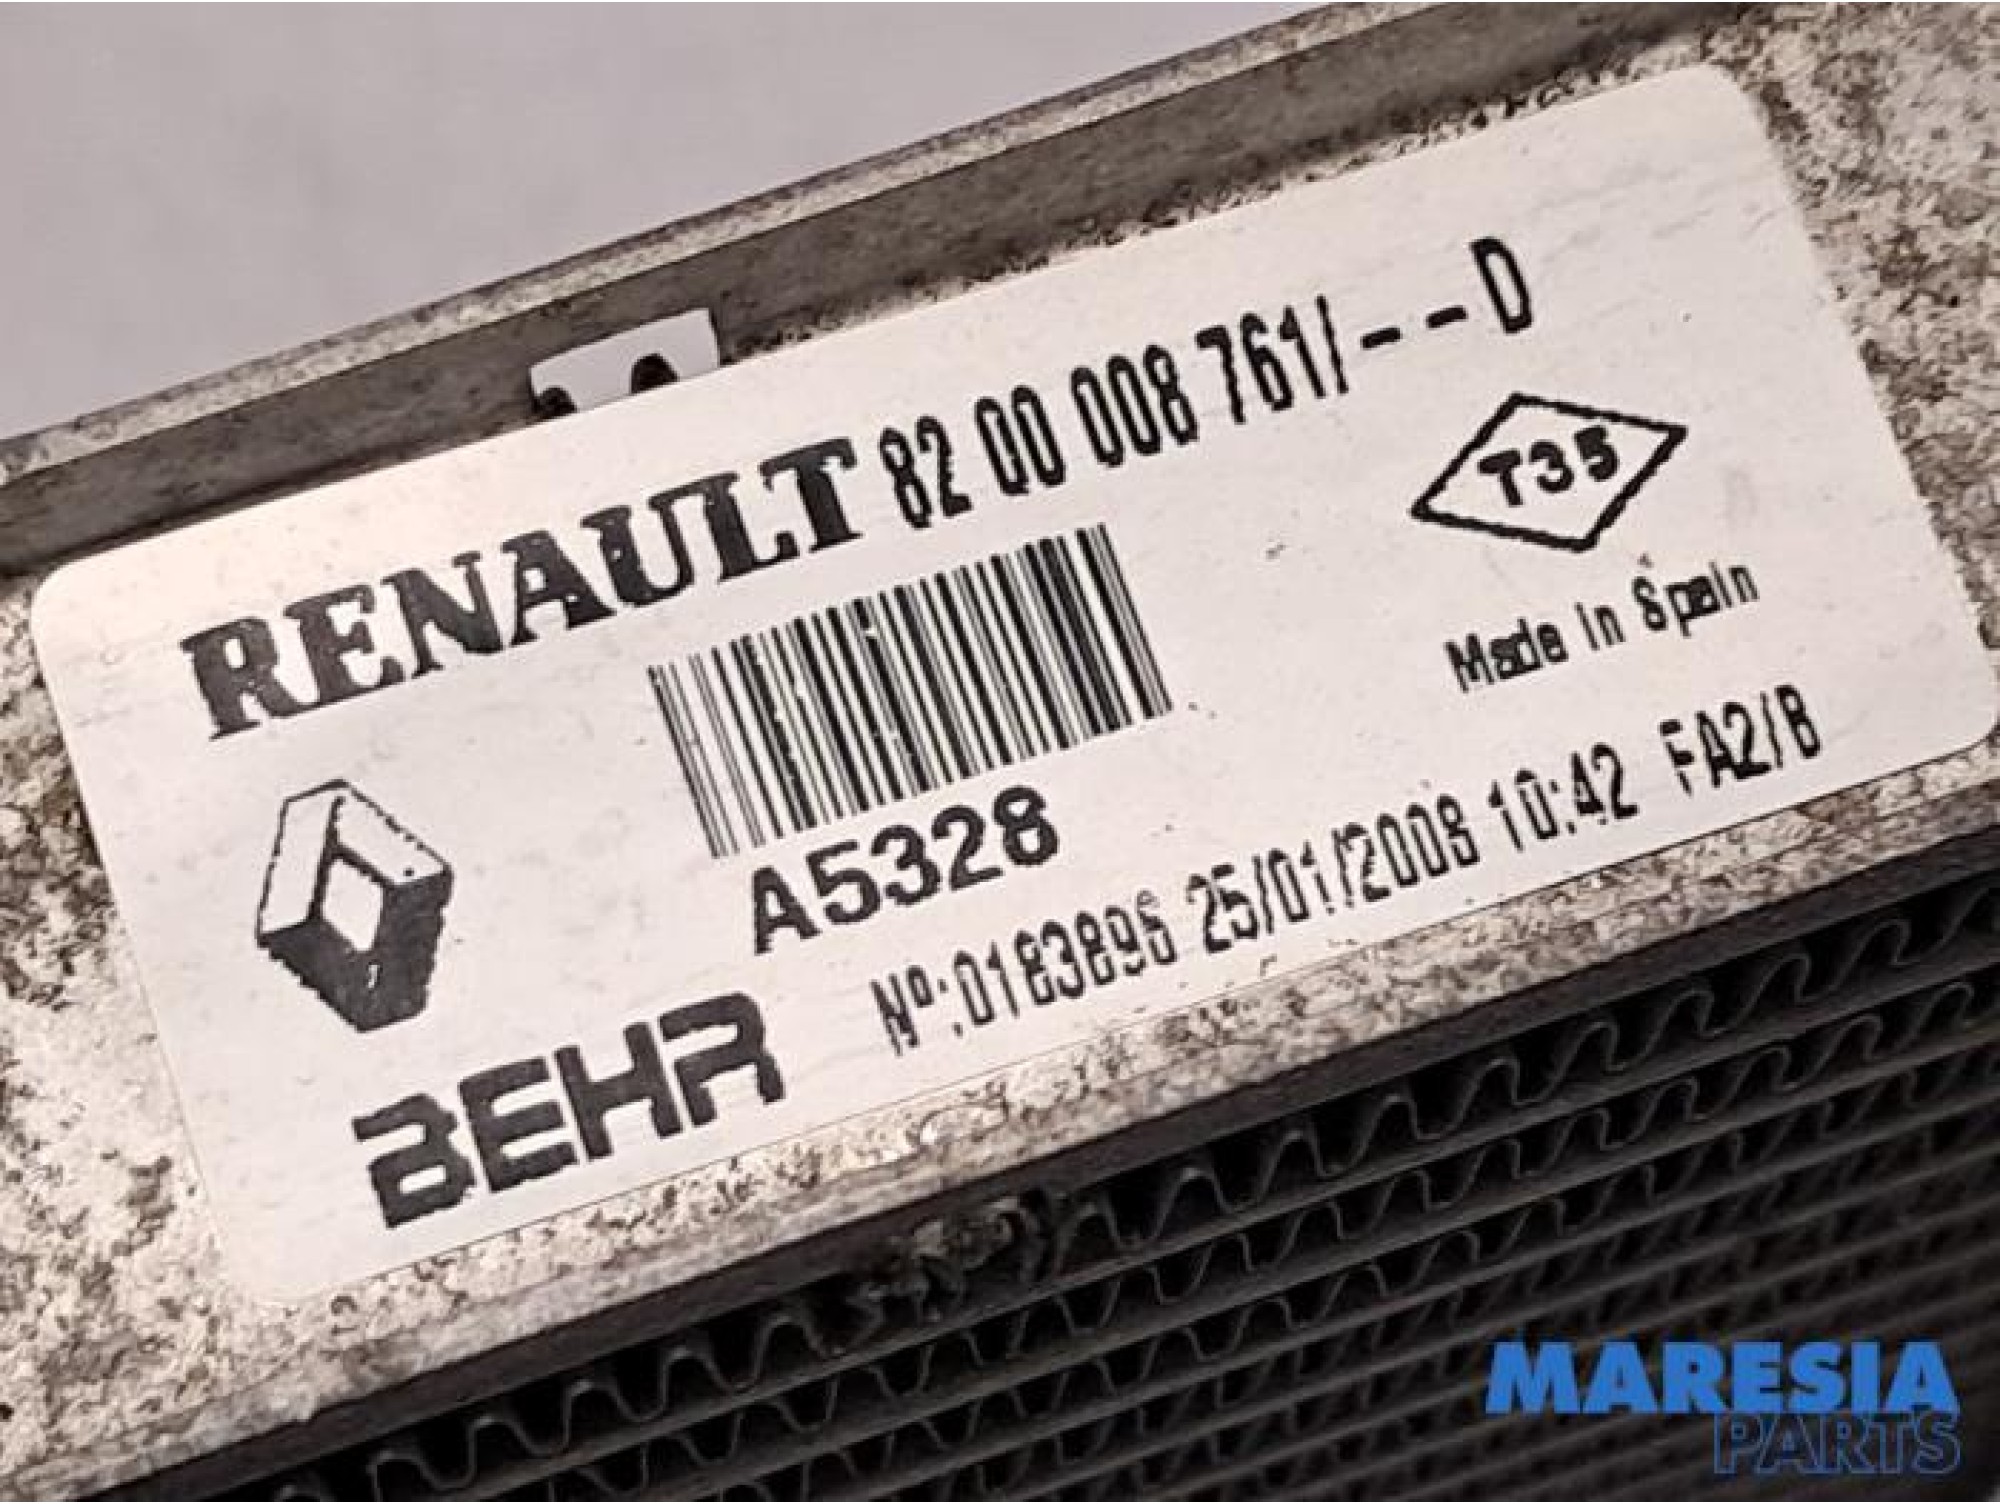 RENAULT 82 00 008 761/--D
T35
Made in Spain
A5328
Nº:0183896 25/01/2008 10:42 FA2/B
BEHR
MARESIA
PARTS